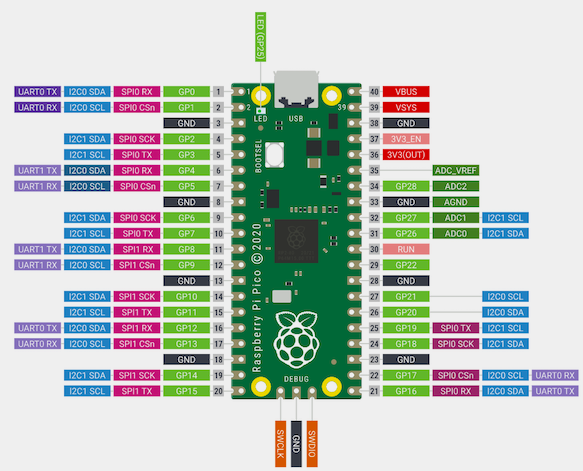 LED (GP25)
UART0 TX I2C0 SDA SPI0 RX GP0 1 1 40 VBUS
UART0 RX I2C0 SCL SPI0 CSn GP1 2 2 LED USB 39 39 VSYS
GND 3 38 GND
I2C1 SDA SPI0 SCK GP2 4 37 3V3_EN
I2C1 SCL SPI0 TX GP3 5 36 3V3(OUT)
UART1 TX I2C0 SDA SPI0 RX GP4 6 35 ADC_VREF
UART1 RX I2C0 SCL SPI0 CSn GP5 7 34 GP28 ADC2
GND 8 33 GND AGND
I2C1 SDA SPI0 SCK GP6 9 32 GP27 ADC1 I2C1 SCL
I2C1 SCL SPI0 TX GP7 10 31 GP26 ADC0 I2C1 SDA
UART1 TX I2C0 SDA SPI1 RX GP8 11 30 RUN
UART1 RX I2C0 SCL SPI1 CSn GP9 12 29 GP22
GND 13 28 GND
I2C1 SDA SPI1 SCK GP10 14 27 GP21 I2C0 SCL
I2C1 SCL SPI1 TX GP11 15 26 GP20 I2C0 SDA
UART0 TX I2C0 SDA SPI1 RX GP12 16 25 GP19 SPI0 TX I2C1 SCL
UART0 RX I2C0 SCL SPI1 CSn GP13 17 24 GP18 SPI0 SCK I2C1 SDA
GND 18 23 GND
I2C1 SDA SPI1 SCK GP14 19 22 GP17 SPI0 CSn I2C0 SCL UART0 RX
I2C1 SCL SPI1 TX GP15 20 21 GP16 SPI0 RX I2C0 SDA UART0 TX
BOOTSEL
Raspberry Pi Pico © 2020
DEBUG
SWCLK
GND
SWDIO